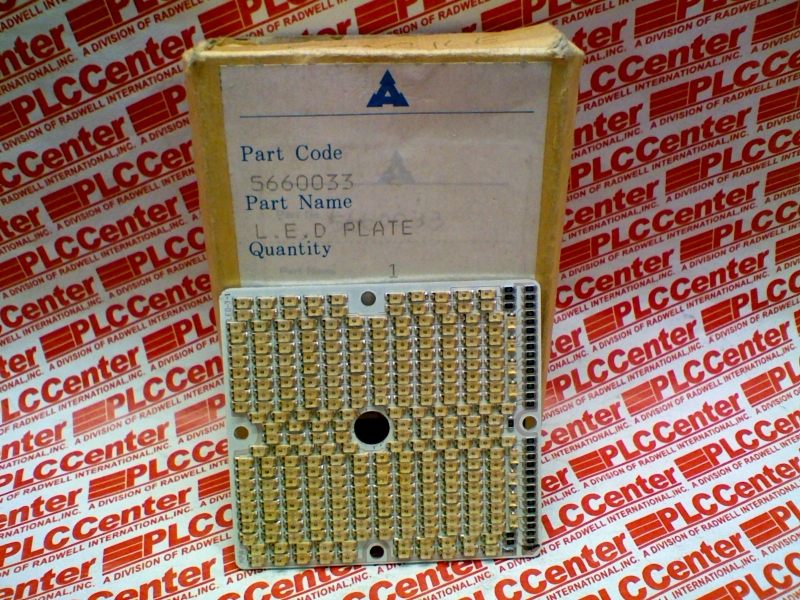 Part Code
5660033
Part Name
L.E.D PLATE
Quantity
1
PLCCenter
A DIVISION OF RADWELL INTERNATIONAL, INC.